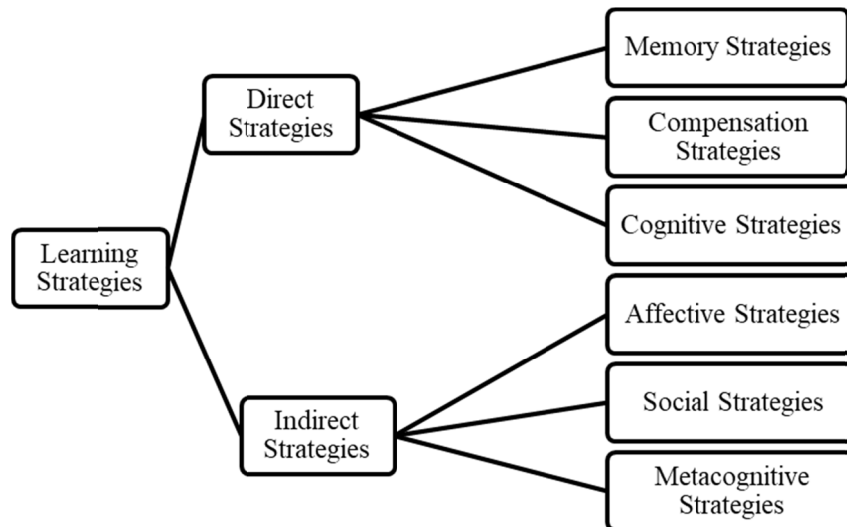 Learning
Strategies
Direct
Strategies
Memory Strategies
Compensation
Strategies
Cognitive Strategies
Indirect
Strategies
Affective Strategies
Social Strategies
Metacognitive
Strategies